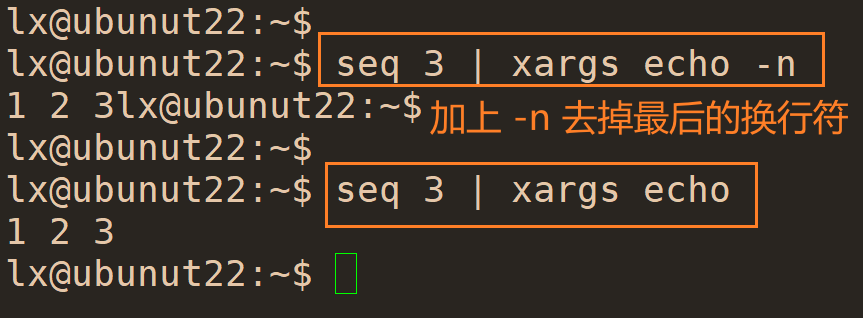 lx@ubunut22:~$
lx@ubunut22:~$ seq 3 | xargs echo -n
1 2 3lx@ubunut22:~$ 加上 -n 去掉最后的换行符
lx@ubunut22:~$
lx@ubunut22:~$ seq 3 | xargs echo
1 2 3
lx@ubunut22:~$